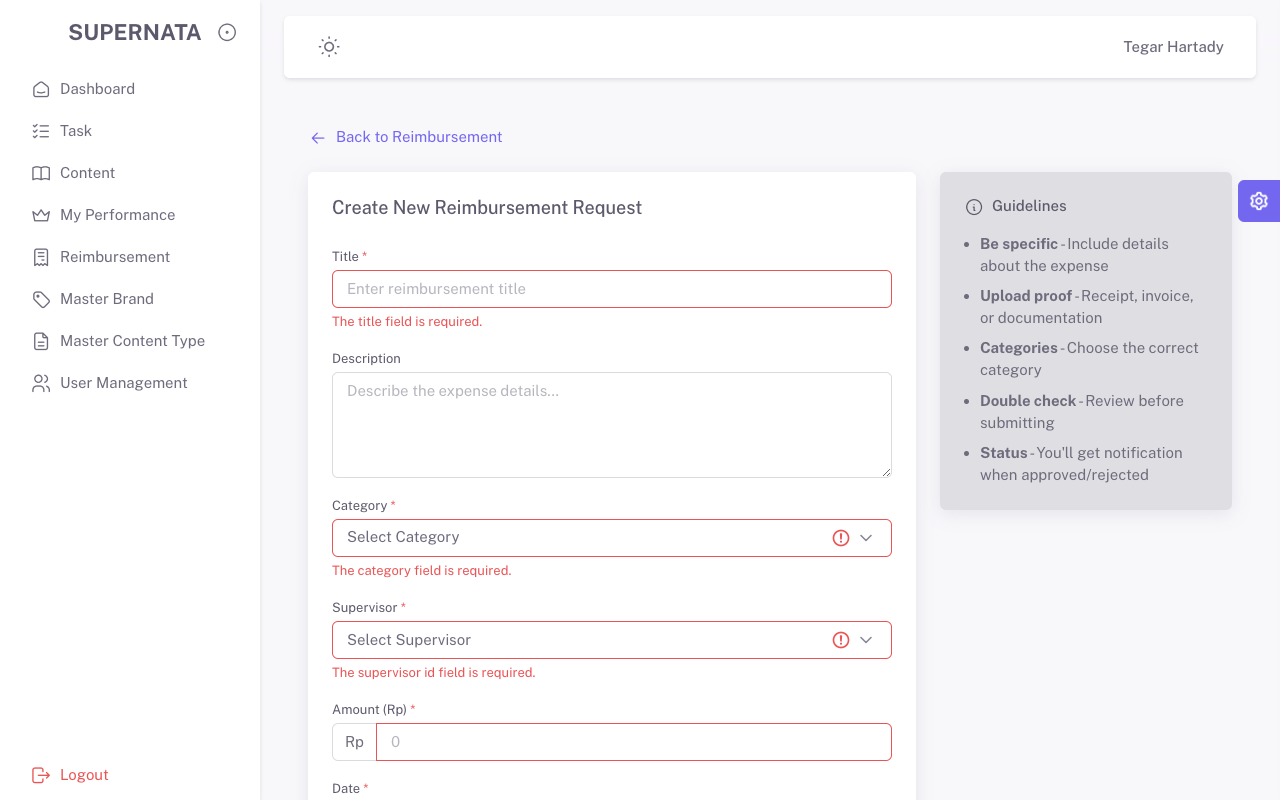 SUPERNATA
Dashboard
Task
Content
My Performance
Reimbursement
Master Brand
Master Content Type
User Management
Logout
Tegar Hartady
Back to Reimbursement
Create New Reimbursement Request
Title *
Enter reimbursement title
The title field is required.
Description
Describe the expense details...
Category *
Select Category
The category field is required.
Supervisor *
Select Supervisor
The supervisor id field is required.
Amount (Rp) *
Rp 0
Date *
Guidelines
• Be specific - Include details
about the expense
• Upload proof - Receipt, invoice,
or documentation
• Categories - Choose the correct
category
• Double check - Review before
submitting
• Status - You'll get notification
when approved/rejected